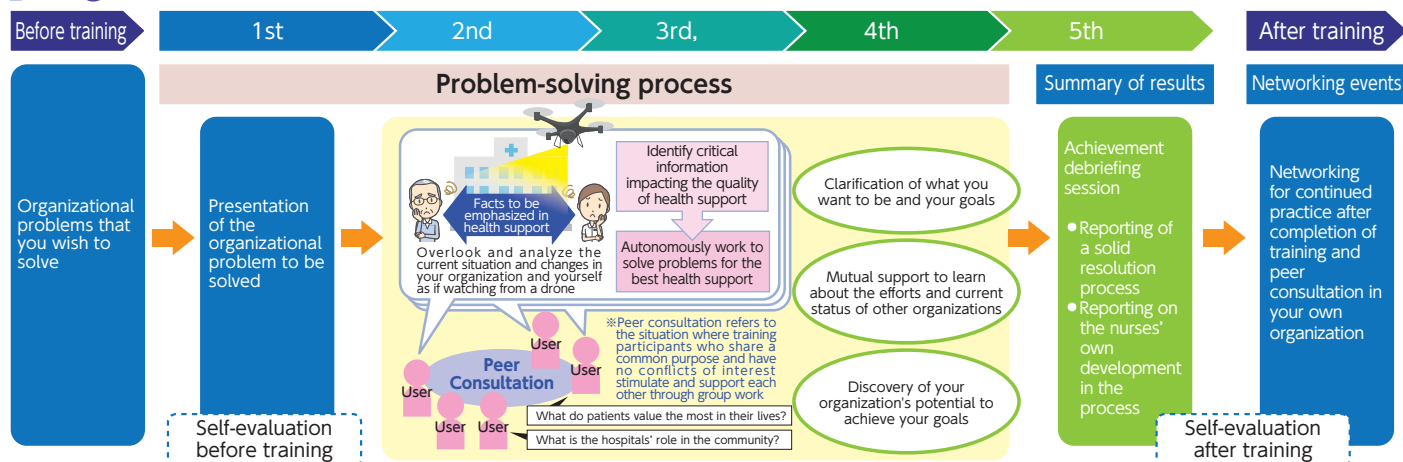 Before training
1st
2nd
3rd,
4th
5th
After training
Problem-solving process
Summary of results
Networking events
Organizational
problems that
you wish to
solve
Presentation
of the
organizational
problem to be
solved
Self-evaluation
before training
Facts to be
emphasized in
health support
Overlook and analyze the
current situation and changes in
your organization and yourself
as if watching from a drone
Identify critical
information
impacting the quality
of health support
Autonomously work to
solve problems for the
best health support
User
User
User
User
User
Peer
Consultation
※Peer consultation refers to
the situation where training
participants who share a
common purpose and have
no conflicts of interest
stimulate and support each
other through group work
What do patients value the most in their lives?
What is the hospitals' role in the community?
Clarification of what you
want to be and your goals
Mutual support to learn
about the efforts and current
status of other organizations
Discovery of your
organization's potential to
achieve your goals
Achievement
debriefing
session
●Reporting of
a solid
resolution
process
●Reporting on
the nurses'
own
development
in the
process
Self-evaluation
after training
Networking
for continued
practice after
completion of
training and
peer
consultation in
your own
organization